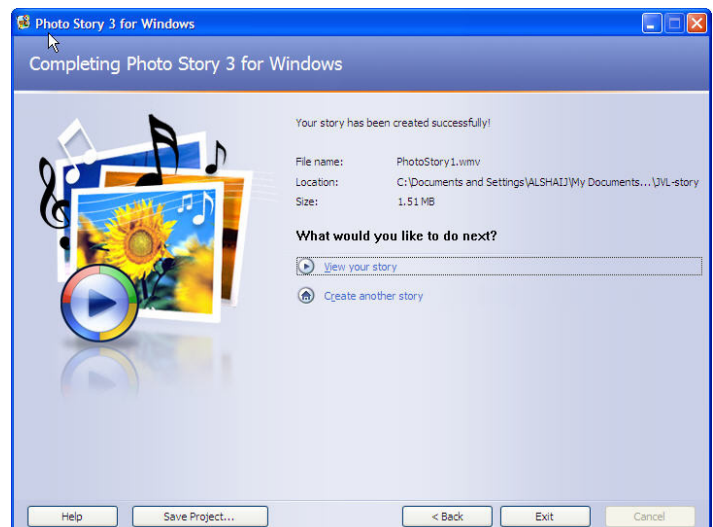 Photo Story 3 for Windows
Completing Photo Story 3 for Windows
Your story has been created successfully!
File name: PhotoStory1.wmv
Location: C:\Documents and Settings\ALSHAIJ\My Documents...\JVL-story
Size: 1.51 MB
What would you like to do next?
View your story
Create another story
Help Save Project... < Back Exit Cancel